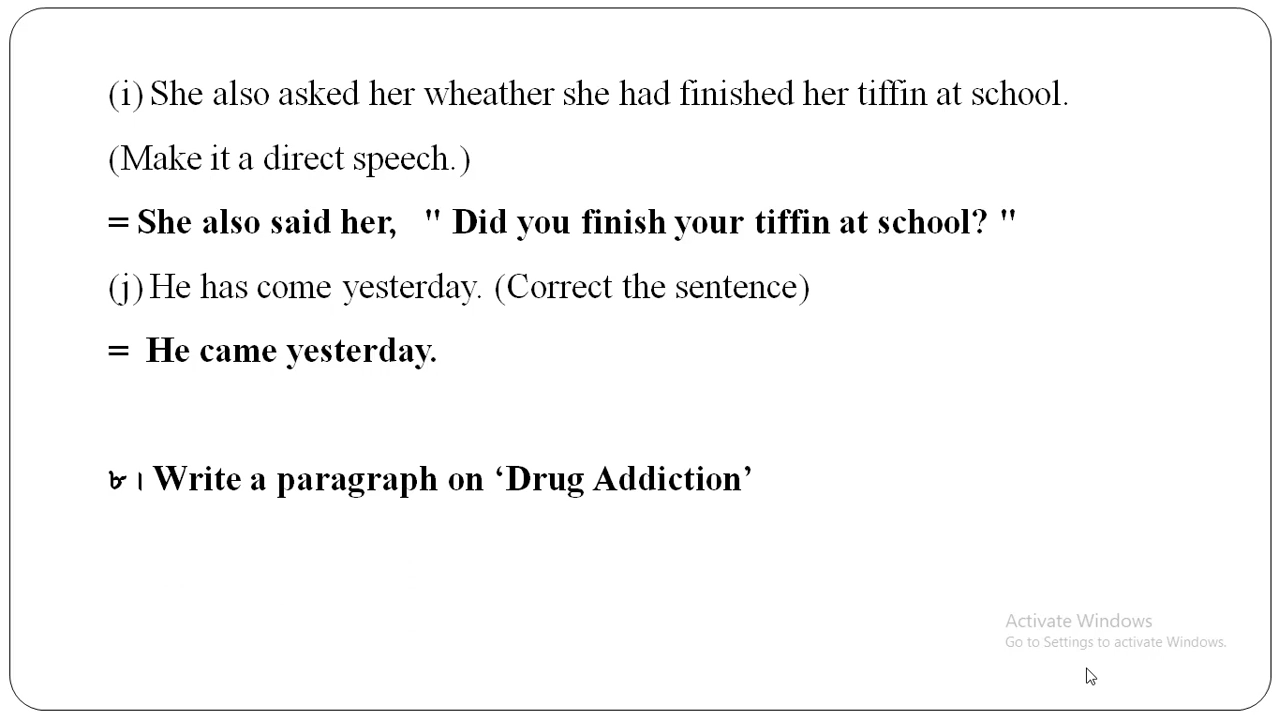 (i) She also asked her wheather she had finished her tiffin at school.
(Make it a direct speech.)
= She also said her, " Did you finish your tiffin at school? "
(j) He has come yesterday. (Correct the sentence)
= He came yesterday.
৮। Write a paragraph on ‘Drug Addiction’
Activate Windows
Go to Settings to activate Windows.